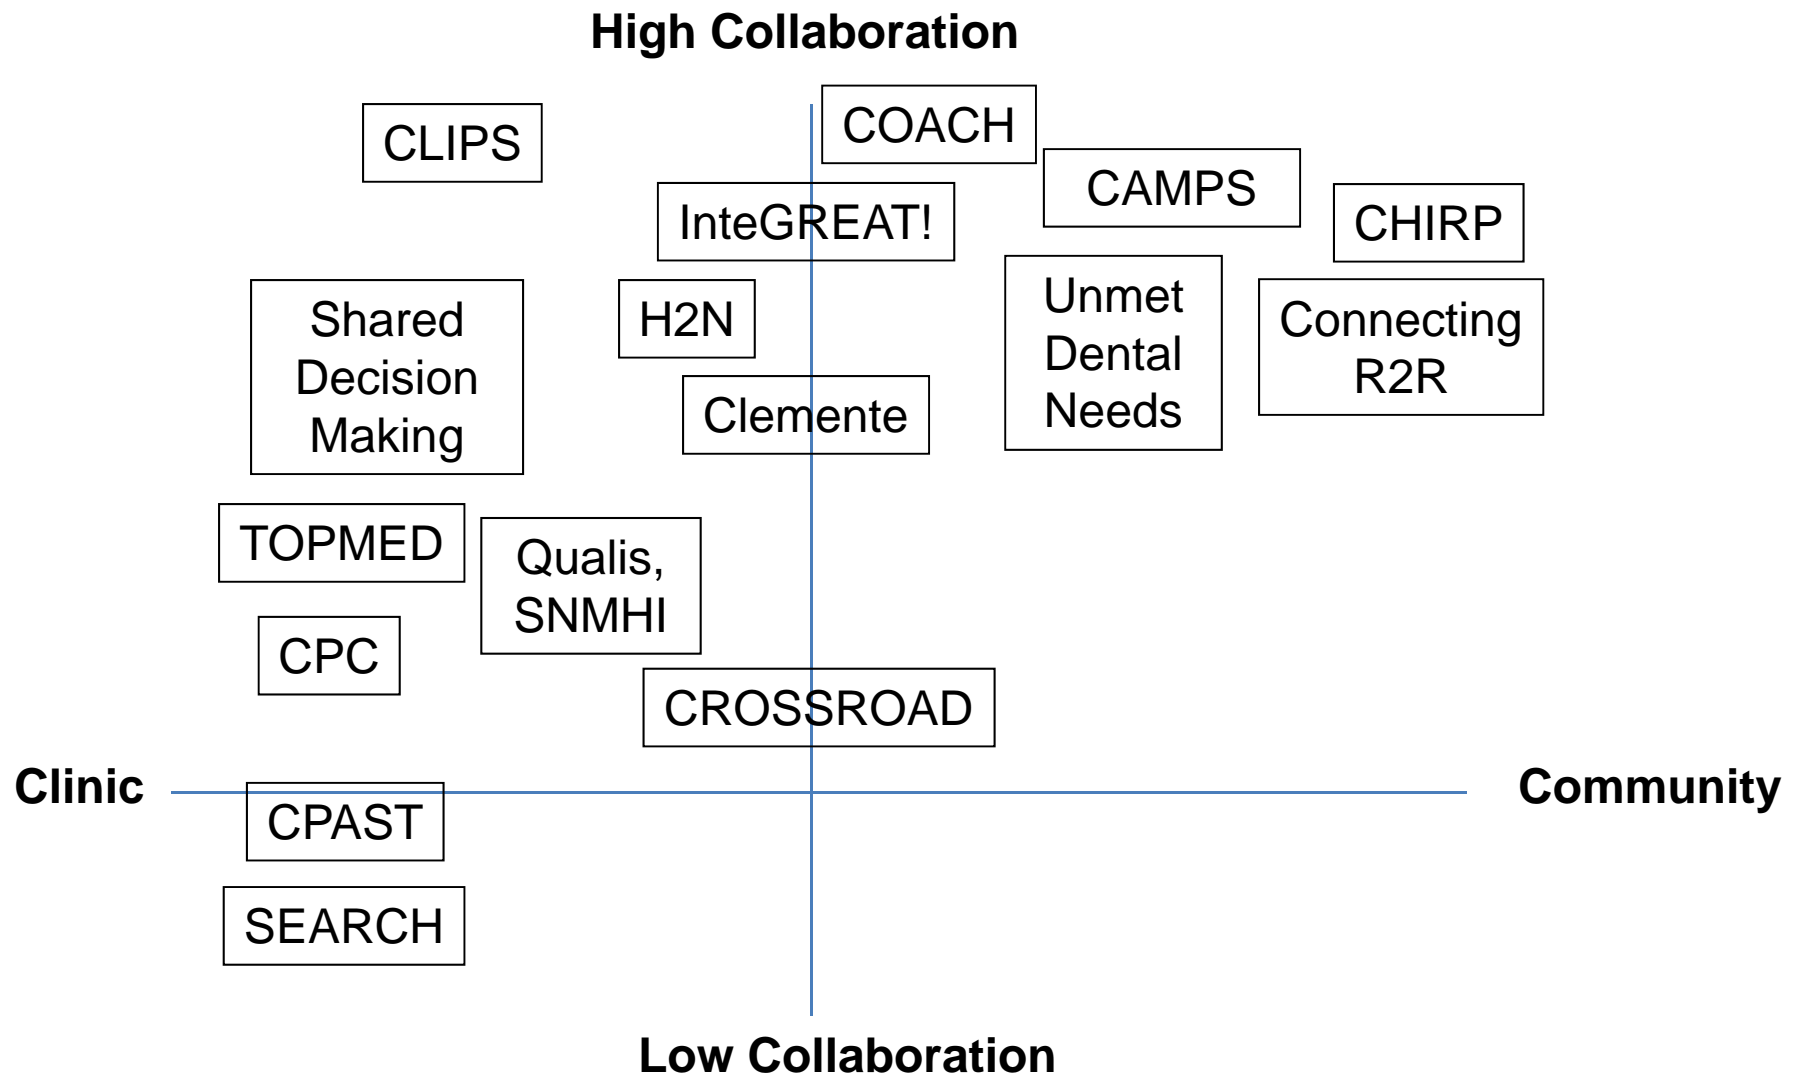 High Collaboration
COACH
CLIPS
CAMPS
InteGREAT!
CHIRP
Shared
Decision
Making
H2N
Unmet
Dental
Needs
Connecting
R2R
Clemente
TOPMED
Qualis,
SNMHI
CPC
CROSSROAD
Clinic
Community
CPAST
SEARCH
Low Collaboration